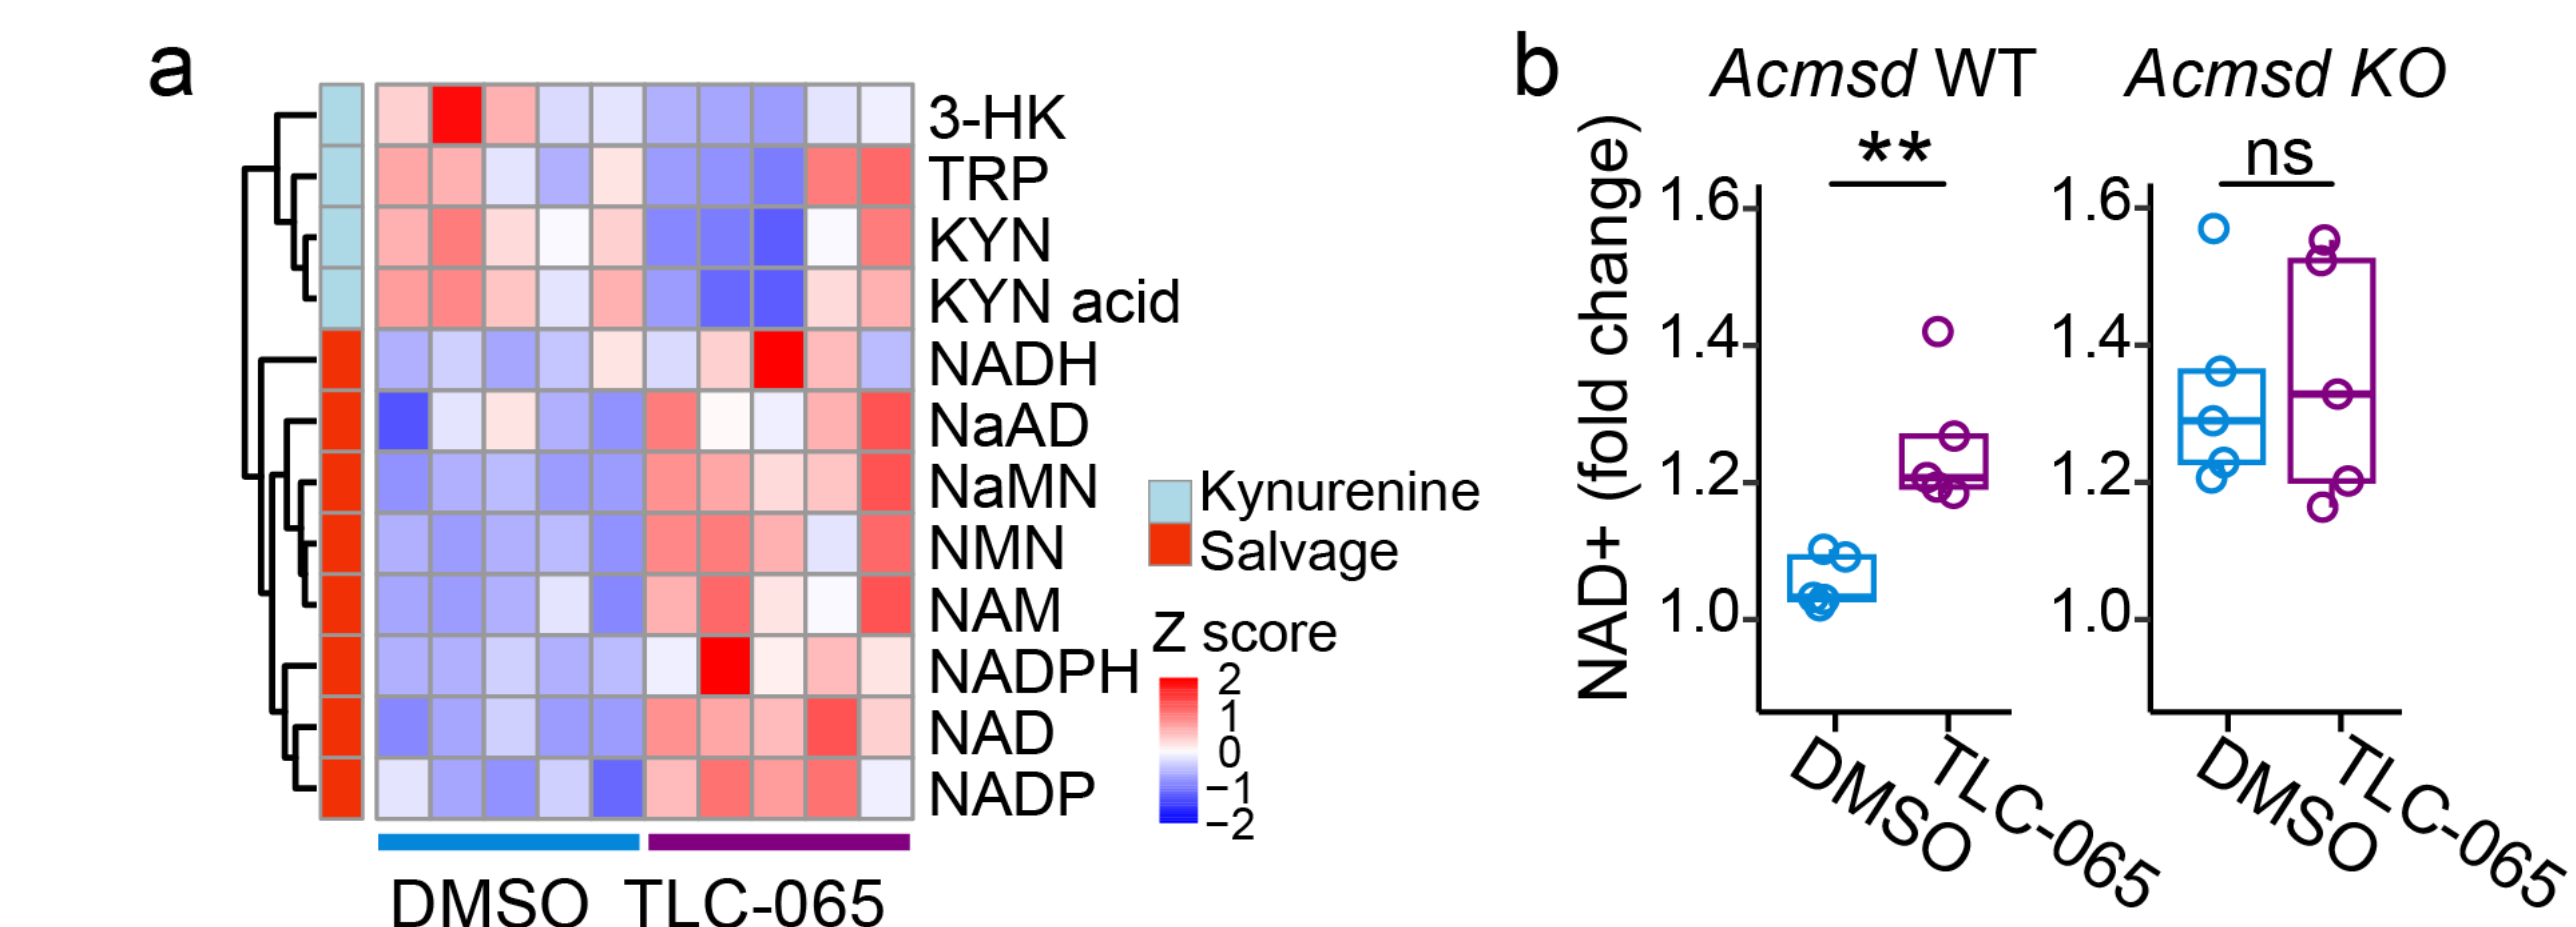 a
3-HK
TRP
KYN
KYN acid
NADH
NaAD
NaMN
NMN
NAM
NADPH
NAD
NADP
DMSO TLC-065
Kynurenine
Salvage
Z score
2
1
0
−1
−2
b
Acmsd WT
**
NAD+ (fold change)
1.6
1.4
1.2
1.0
DMSO
TLC-065
Acmsd KO
ns
1.6
1.4
1.2
1.0
DMSO
TLC-065